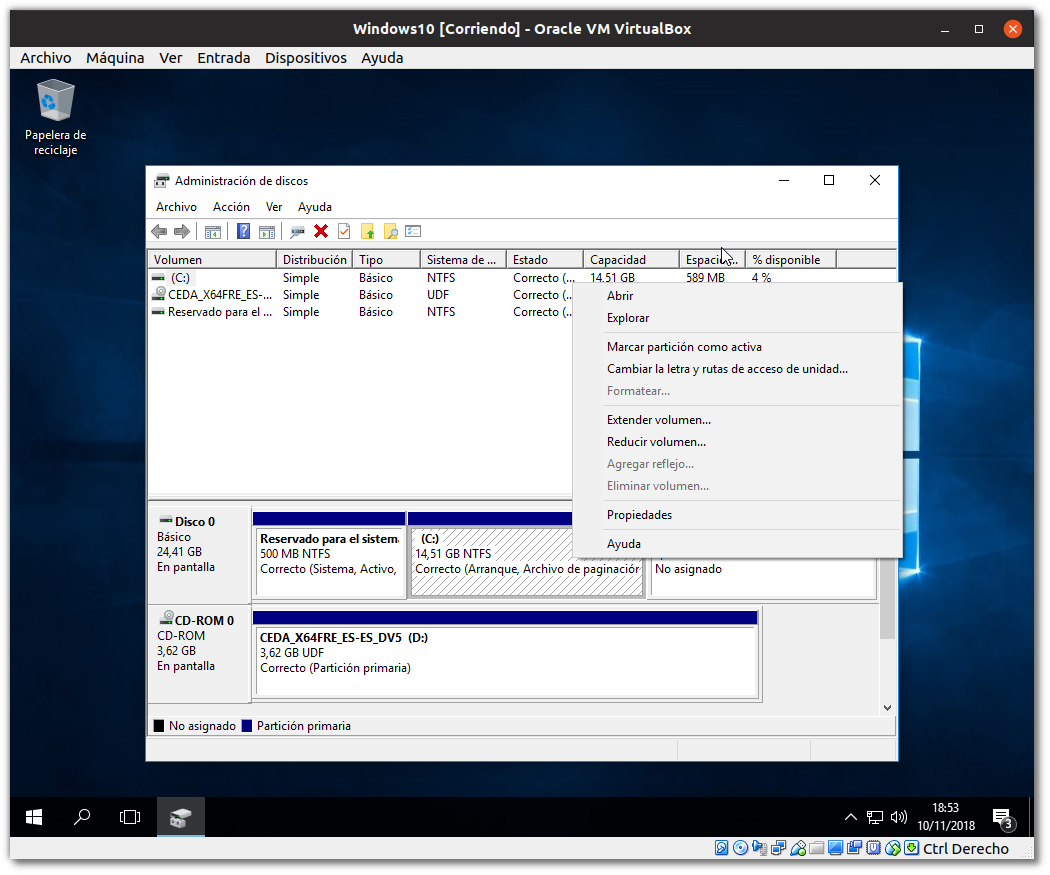 Windows10 [Corriendo] - Oracle VM VirtualBox
Archivo Máquina Ver Entrada Dispositivos Ayuda
Papelera de
reciclaje
Administración de discos
Archivo Acción Ver Ayuda
Volumen Distribución Tipo Sistema de ... Estado Capacidad Espacio... % disponible
(C:) Simple Básico NTFS Correcto (... 14,51 GB 589 MB 4 %
CEDA_X64FRE_ES-... Simple Básico UDF Correcto (...
Reservado para el ... Simple Básico NTFS Correcto (...
Abrir
Explorar
Marcar partición como activa
Cambiar la letra y rutas de acceso de unidad...
Formatear...
Extender volumen...
Reducir volumen...
Agregar reflejo...
Eliminar volumen...
Propiedades
Ayuda
Disco 0
Básico
24,41 GB
En pantalla
Reservado para el sistema
500 MB NTFS
Correcto (Sistema, Activo,
(C:)
14,51 GB NTFS
Correcto (Arranque, Archivo de paginación
No asignado
CD-ROM 0
CD-ROM
3,62 GB
En pantalla
CEDA_X64FRE_ES-ES_DV5 (D:)
3,62 GB UDF
Correcto (Partición primaria)
No asignado Partición primaria
18:53
10/11/2018
3
Ctrl Derecho